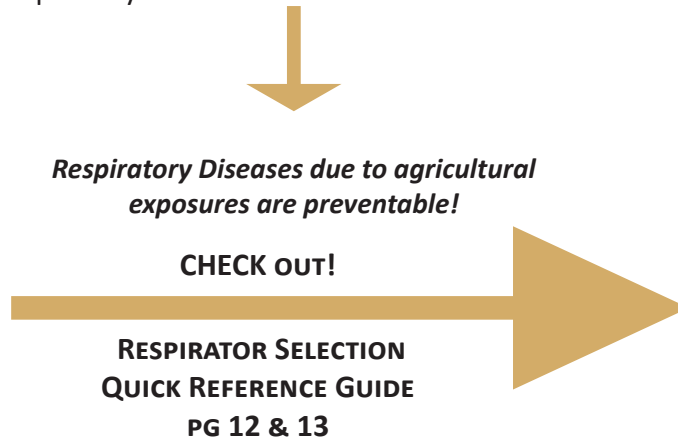 Respiratory Diseases due to agricultural
exposures are preventable!
CHECK OUT!
RESPIRATOR SELECTION
QUICK REFERENCE GUIDE
PG 12 & 13